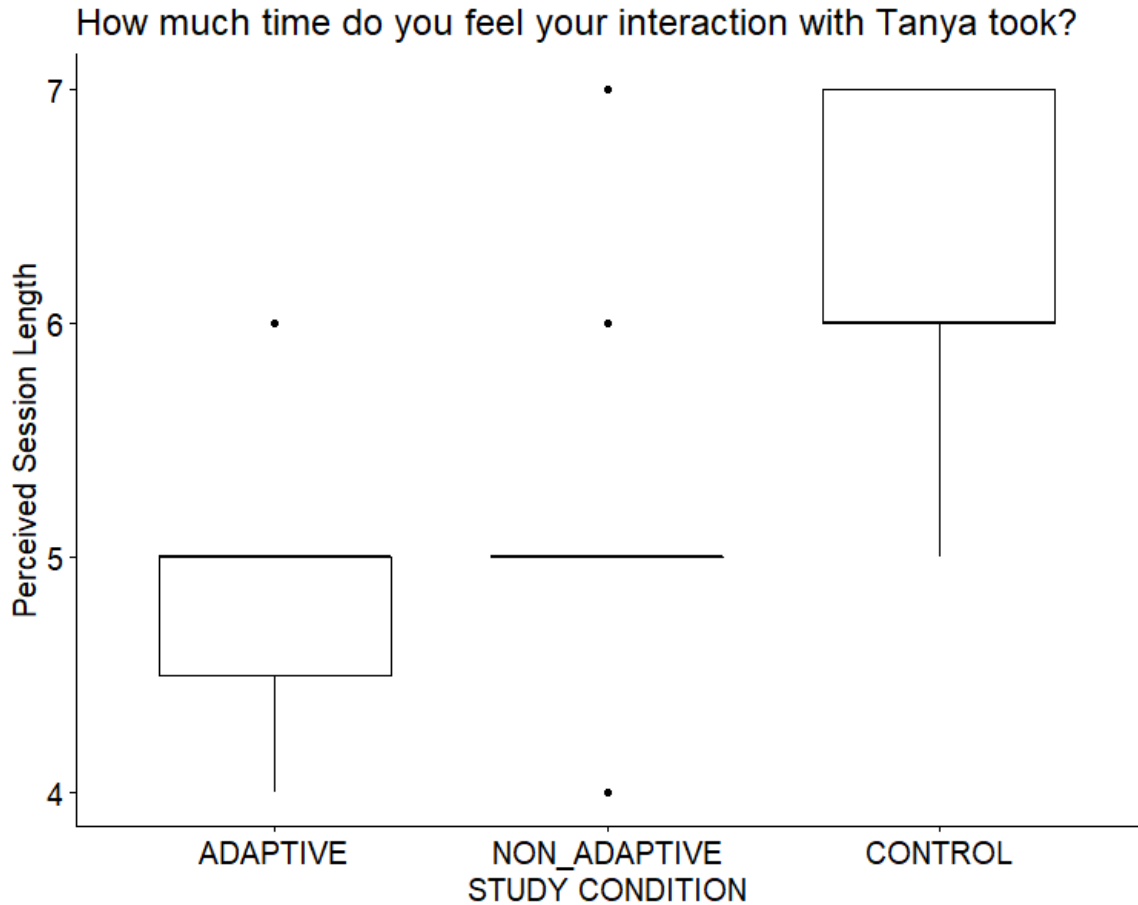 How much time do you feel your interaction with Tanya took?
7
6
5
4
Perceived Session Length
ADAPTIVE NON_ADAPTIVE CONTROL
STUDY CONDITION